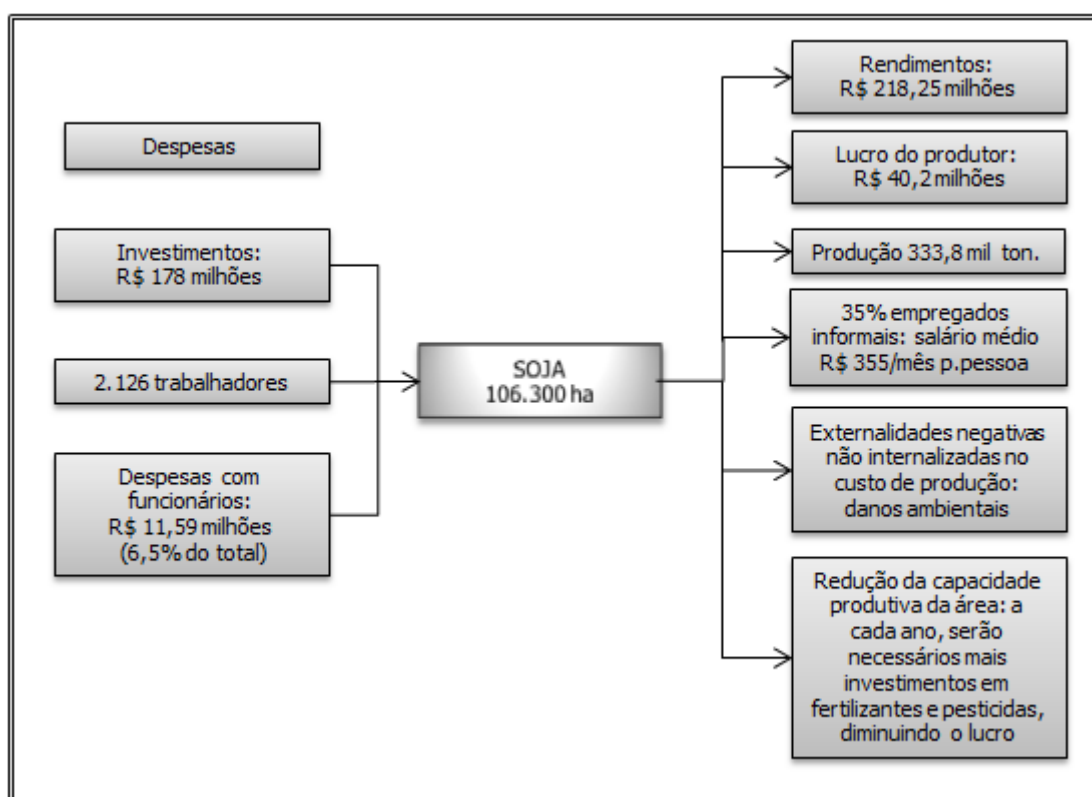 Despesas
Investimentos:
R$ 178 milhões
2.126 trabalhadores
Despesas com
funcionários:
R$ 11,59 milhões
(6,5% do total)
SOJA
106.300 ha
Rendimentos:
R$ 218,25 milhões
Lucro do produtor:
R$ 40,2 milhões
Produção 333,8 mil ton.
35% empregados
informais: salário médio
R$ 355/mês p.pessoa
Externalidades negativas
não internalizadas no
custo de produção:
danos ambientais
Redução da capacidade
produtiva da área: a
cada ano, serão
necessários mais
investimentos em
fertilizantes e pesticidas,
diminuindo o lucro